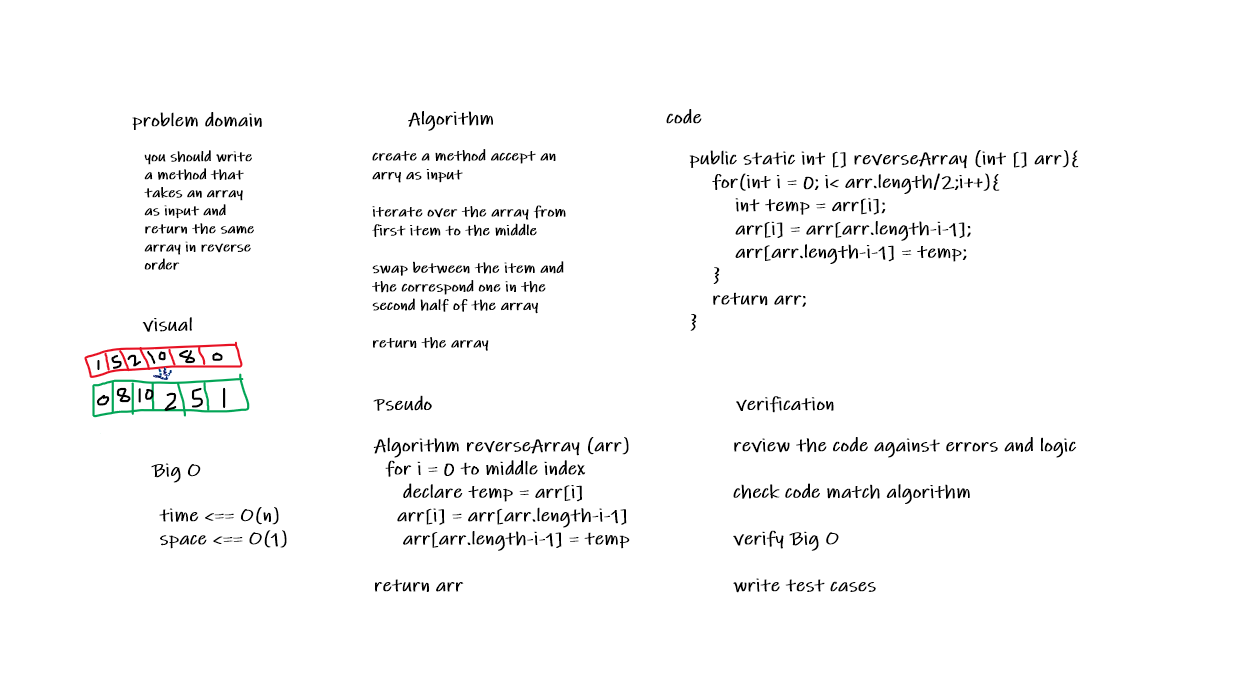 problem domain
you should write
a method that
takes an array
as input and
return the same
array in reverse
order
visual
1 5 2 10 8 0
0 8 10 2 5 1
Big O
time <== O(n)
space <== O(1)
Algorithm
create a method accept an
arry as input
iterate over the array from
first item to the middle
swap between the item and
the correspond one in the
second half of the array
return the array
Pseudo
Algorithm reverseArray (arr)
for i = 0 to middle index
declare temp = arr[i]
arr[i] = arr[arr.length-i-1]
arr[arr.length-i-1] = temp
return arr
code
public static int [] reverseArray (int [] arr){
for(int i = 0; i< arr.length/2;i++){
int temp = arr[i];
arr[i] = arr[arr.length-i-1];
arr[arr.length-i-1] = temp;
}
return arr;
}
verification
review the code against errors and logic
check code match algorithm
verify Big O
write test cases